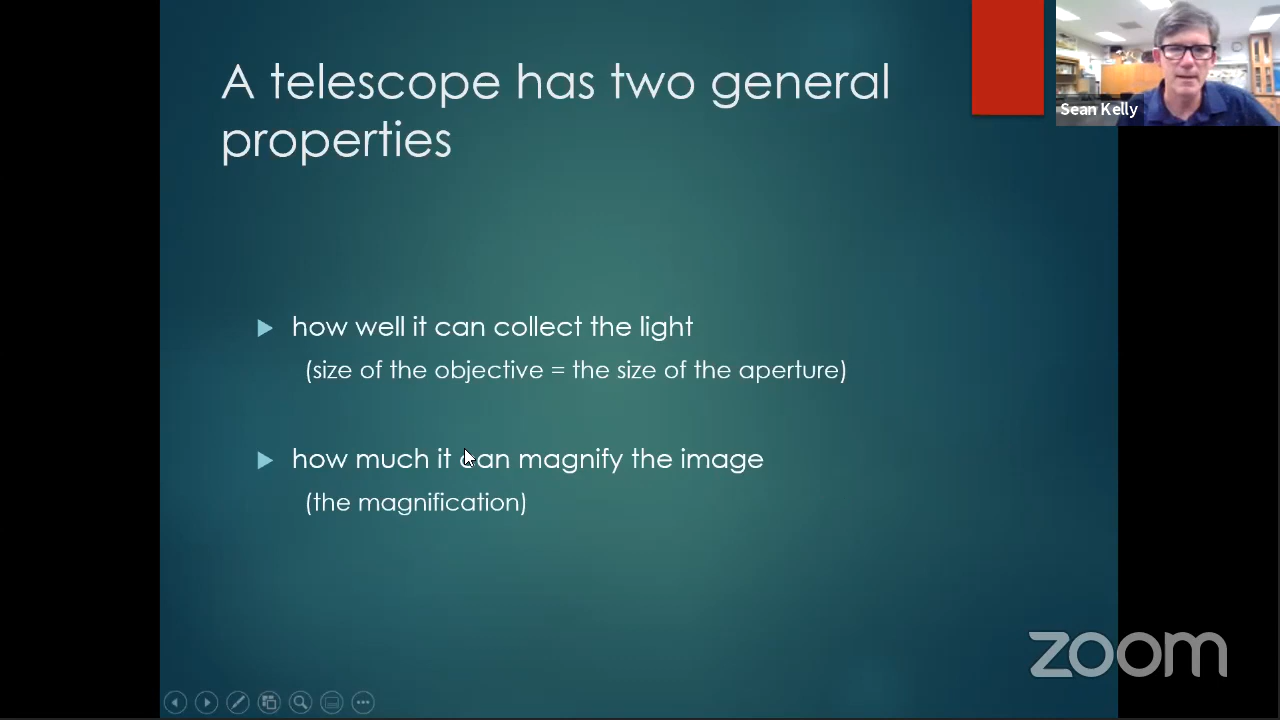 A telescope has two general
properties
how well it can collect the light
(size of the objective = the size of the aperture)
how much it can magnify the image
(the magnification)
Sean Kelly
zoom